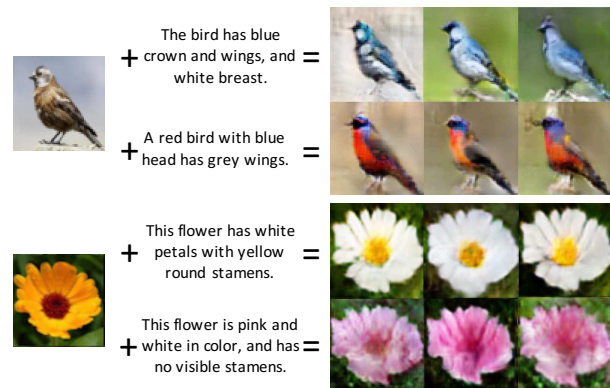 The bird has blue
+ crown and wings, and =
white breast.
+ A red bird with blue =
head has grey wings.
This flower has white
+ petals with yellow =
round stamens.
This flower is pink and
+ white in color, and has =
no visible stamens.